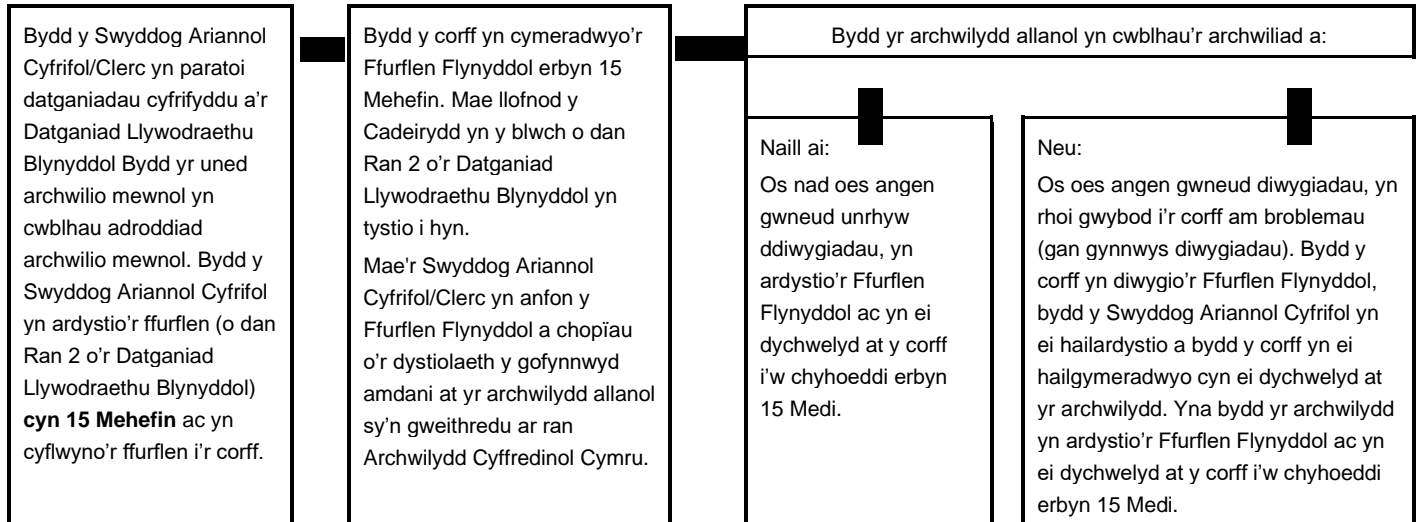 Bydd y Swyddog Ariannol
Cyfrifol/Clerc yn paratoi
datganiadau cyfrifyddu a'r
Datganiad Llywodraethu
Blynyddol Bydd yr uned
archwilio mewnol yn
cwblhau adroddiad
archwilio mewnol. Bydd y
Swyddog Ariannol Cyfrifol
yn ardystio'r ffurflen (o dan
Ran 2 o'r Datganiad
Llywodraethu Blynyddol)
cyn 15 Mehefin ac yn
cyflwyno'r ffurflen i'r corff.
Bydd y corff yn cymeradwyo'r
Ffurflen Flynyddol erbyn 15
Mehefin. Mae llofnod y
Cadeirydd yn y blwch o dan
Ran 2 o'r Datganiad
Llywodraethu Blynyddol yn
tystio i hyn.
Mae'r Swyddog Ariannol
Cyfrifol/Clerc yn anfon y
Ffurflen Flynyddol a chopïau
o'r dystiolaeth y gofynnwyd
amdani at yr archwilydd allanol
sy'n gweithredu ar ran
Archwilydd Cyffredinol Cymru.
Bydd yr archwilydd allanol yn cwblhau'r archwiliad a:
Naill ai:
Os nad oes angen
gwneud unrhyw
ddiwygiadau, yn
ardystio'r Ffurflen
Flynyddol ac yn ei
dychwelyd at y corff
i'w chyhoeddi erbyn
15 Medi.
Neu:
Os oes angen gwneud diwygiadau, yn
rhoi gwybod i'r corff am broblemau
(gan gynnwys diwygiadau). Bydd y
corff yn diwygio'r Ffurflen Flynyddol,
bydd y Swyddog Ariannol Cyfrifol yn
ei hailardystio a bydd y corff yn ei
hailgymeradwyo cyn ei dychwelyd at
yr archwilydd. Yna bydd yr archwilydd
yn ardystio'r Ffurflen Flynyddol ac yn
ei dychwelyd at y corff i'w chyhoeddi
erbyn 15 Medi.